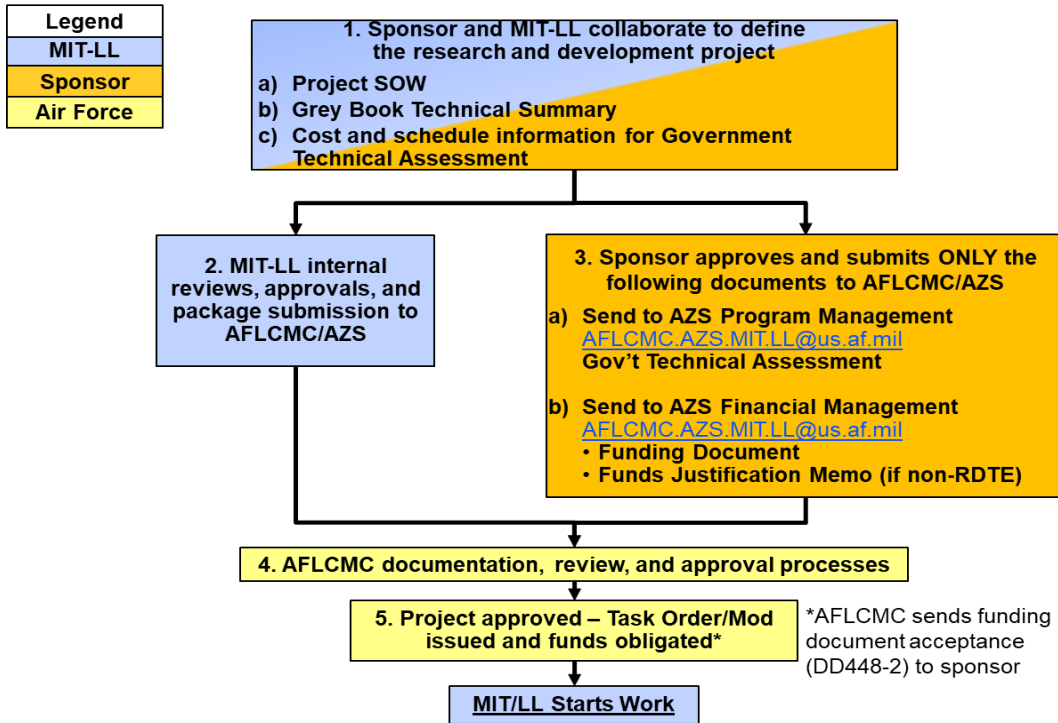 Legend
MIT-LL
Sponsor
Air Force
1. Sponsor and MIT-LL collaborate to define
the research and development project
a) Project SOW
b) Grey Book Technical Summary
c) Cost and schedule information for Government
Technical Assessment
2. MIT-LL internal
reviews, approvals, and
package submission to
AFLCMC/AZS
3. Sponsor approves and submits ONLY the
following documents to AFLCMC/AZS
a) Send to AZS Program Management
AFLCMC.AZS.MIT.LL@us.af.mil
Gov't Technical Assessment
b) Send to AZS Financial Management
AFLCMC.AZS.MIT.LL@us.af.mil
• Funding Document
• Funds Justification Memo (if non-RDTE)
4. AFLCMC documentation, review, and approval processes
5. Project approved – Task Order/Mod
issued and funds obligated*
*AFLCMC sends funding
document acceptance
(DD448-2) to sponsor
MIT/LL Starts Work